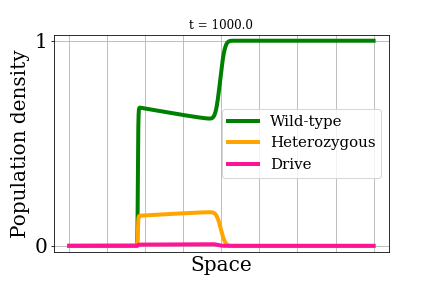 t = 1000.0
1
Population density
Wild-type
Heterozygous
Drive
0
Space